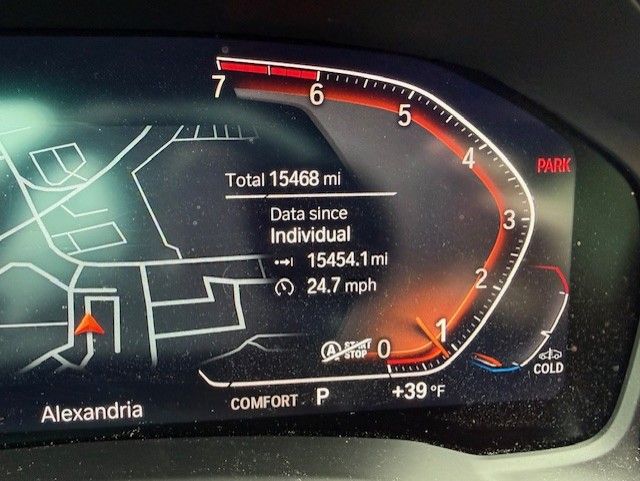 7
6
5
4
PARK
Total 15468 mi
Data since
Individual
3
15454.1 mi
2
24.7 mph
1
A START
STOP
0
COLD
+39 °F
COMFORT P
Alexandria